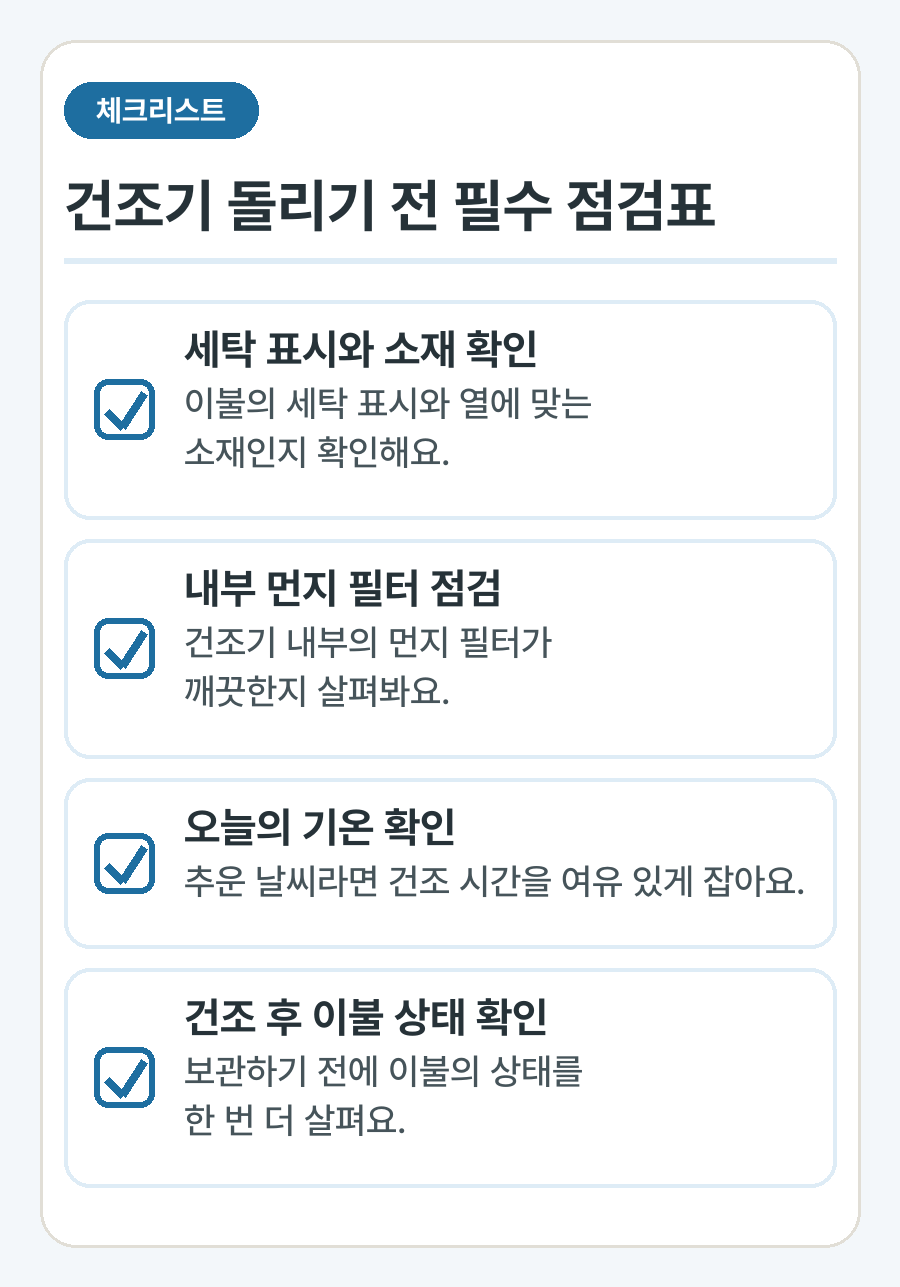 체크리스트
건조기 돌리기 전 필수 점검표
세탁 표시와 소재 확인
이불의 세탁 표시와 열에 맞는
소재인지 확인해요.
내부 먼지 필터 점검
건조기 내부의 먼지 필터가
깨끗한지 살펴봐요.
오늘의 기온 확인
추운 날씨라면 건조 시간을 여유 있게 잡아요.
건조 후 이불 상태 확인
보관하기 전에 이불의 상태를
한 번 더 살펴요.